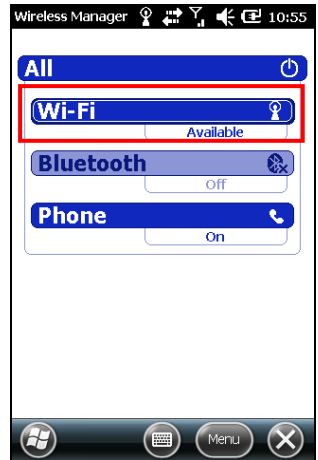 Wireless Manager 10:55
All
Wi-Fi
Available
Bluetooth
Off
Phone
On
Menu